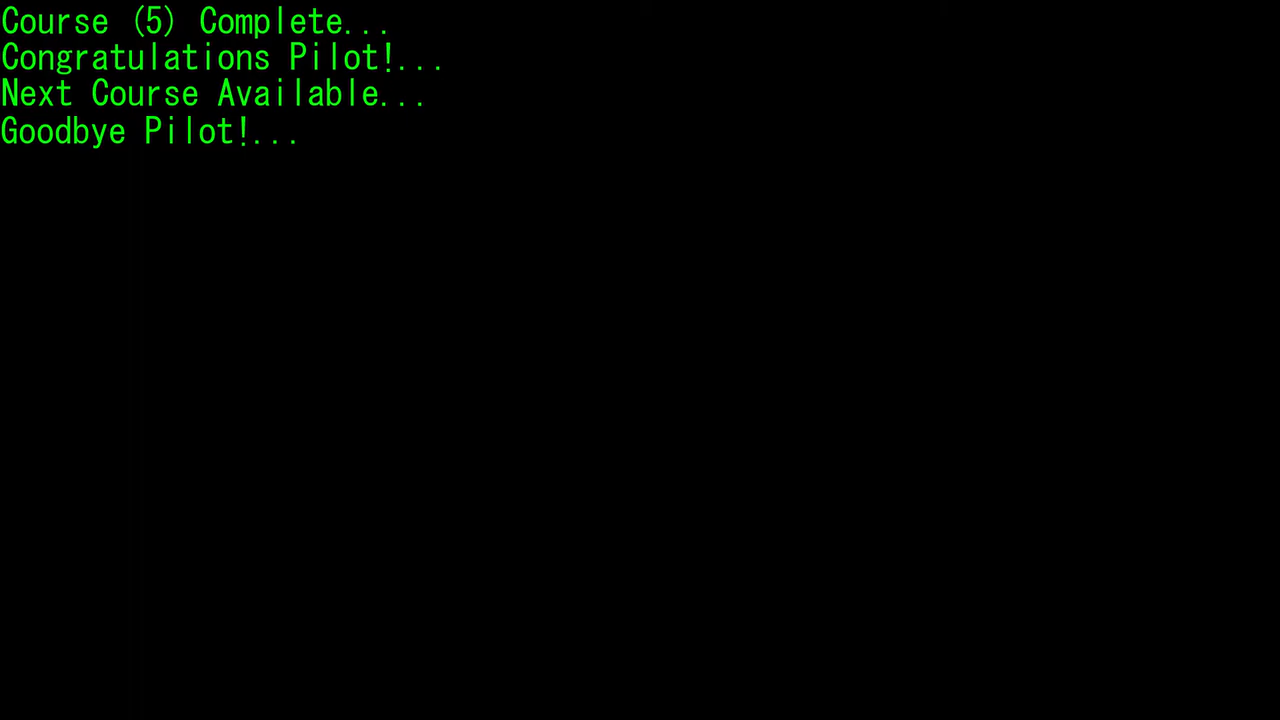 Course (5) Complete...
Congratulations Pilot!...
Next Course Available...
Goodbye Pilot!...